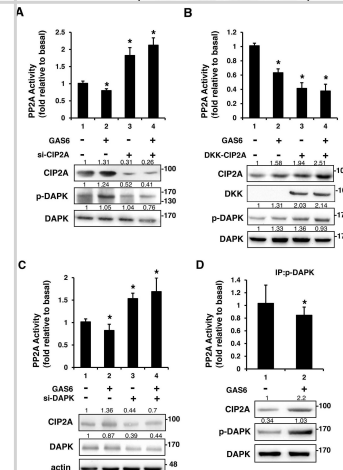 A
PP2A Activity
(fold relative to basal)
2.5
2
1.5
1
0.5
0
* * *
1 2 3 4
GAS6 - + - +
si-CIP2A - - + +
1 1.31 0.31 0.26
CIP2A -100
1 1.24 0.52 0.41
p-DAPK -170
-130
1 1.05 1.04 0.76
DAPK -170
B
PP2A Activity
(fold relative to basal)
1.2
1
0.8
0.6
0.4
0.2
0
* * *
1 2 3 4
GAS6 - + - +
DKK-CIP2A - - + +
1 1.58 1.94 2.51
CIP2A
DKK
1 1.31 2.03 2.14
p-DAPK
1 1.33 1.36 0.93
DAPK
C
PP2A Activity
(fold relative to basal)
2
1.5
1
0.5
0
* * *
1 2 3 4
GAS6 - + - +
si-DAPK - - + +
1 1.36 0.44 0.7
CIP2A -100
1 0.87 0.39 0.44
DAPK -170
actin - 48
D
IP:p-DAPK
PP2A Activity
(fold relative to basal)
1.4
1.2
1
0.8
0.6
0.4
0.2
0
*
1 2
GAS6 - +
1 2.2
CIP2A -100
0.34 1.03
p-DAPK -170
DAPK -170